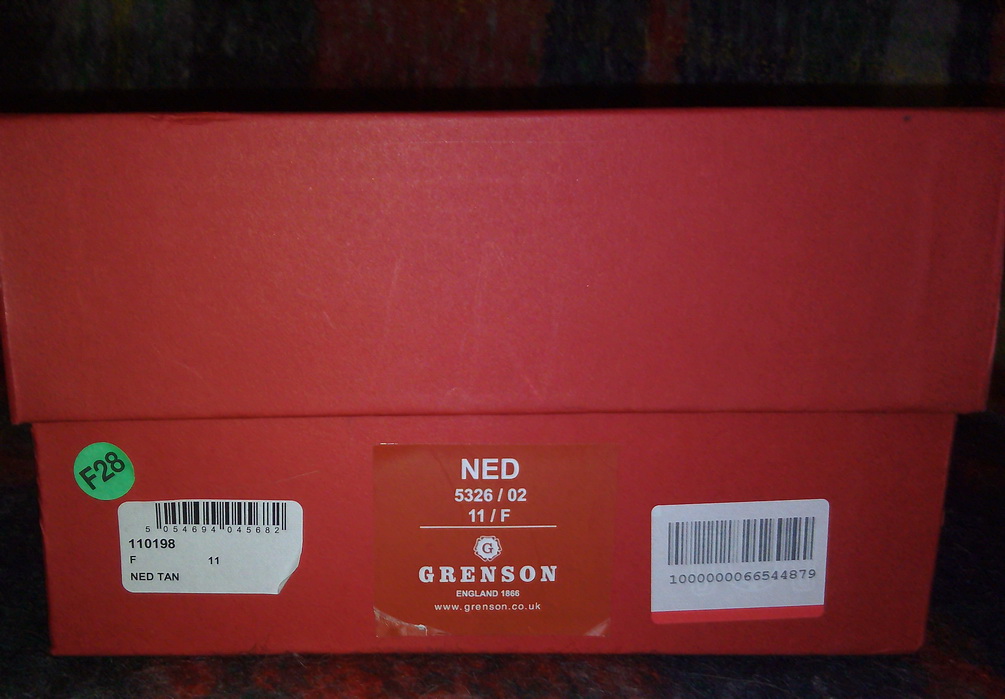 F28
5 054694 045682
110198
F 11
NED TAN
NED
5326 / 02
11 / F
G
GRENSON
ENGLAND 1866
www.grenson.co.uk
1000000066544879